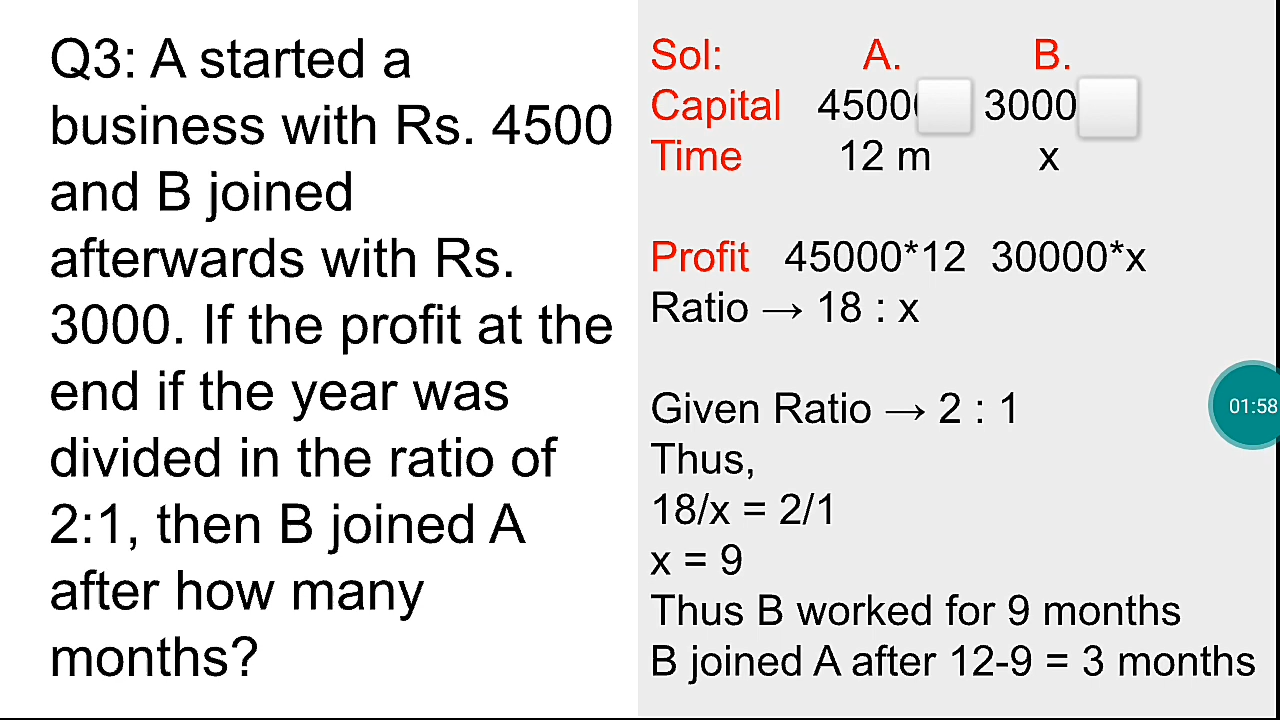 Q3: A started a
business with Rs. 4500
and B joined
afterwards with Rs.
3000. If the profit at the
end if the year was
divided in the ratio of
2:1, then B joined A
after how many
months?
Sol: A. B.
Capital 4500 3000
Time 12 m x
Profit 45000*12 30000*x
Ratio → 18 : x
Given Ratio → 2 : 1
Thus,
18/x = 2/1
x = 9
Thus B worked for 9 months
B joined A after 12-9 = 3 months
01:58